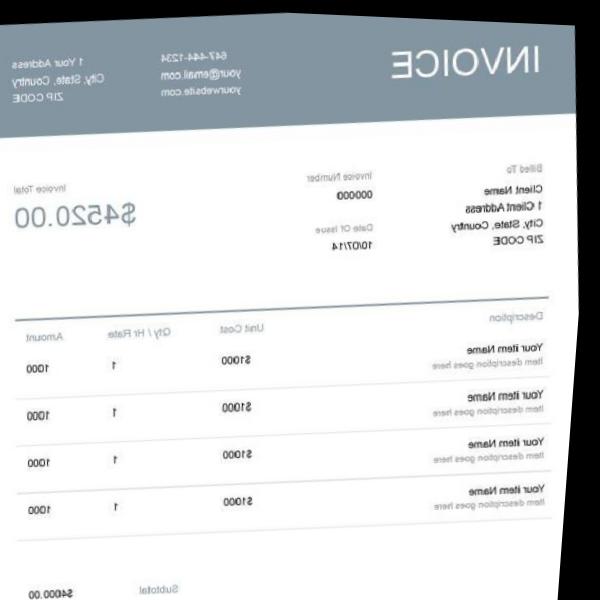 INVOICE
647-444-1234
your@email.com
yourwebsite.com
1 Your Address
City, State, Country
ZIP CODE
Billed To
Client Name
1 Client Address
City, State, Country
ZIP CODE
Invoice Number
000000
Date Of Issue
10/07/14
Invoice Total
$4520.00
Description Unit Cost Qty / Hr Rate Amount
Your item Name $1000 1 1000
Item description goes here
Your item Name $1000 1 1000
Item description goes here
Your item Name $1000 1 1000
Item description goes here
Your item Name $1000 1 1000
Item description goes here
Subtotal $4000.00